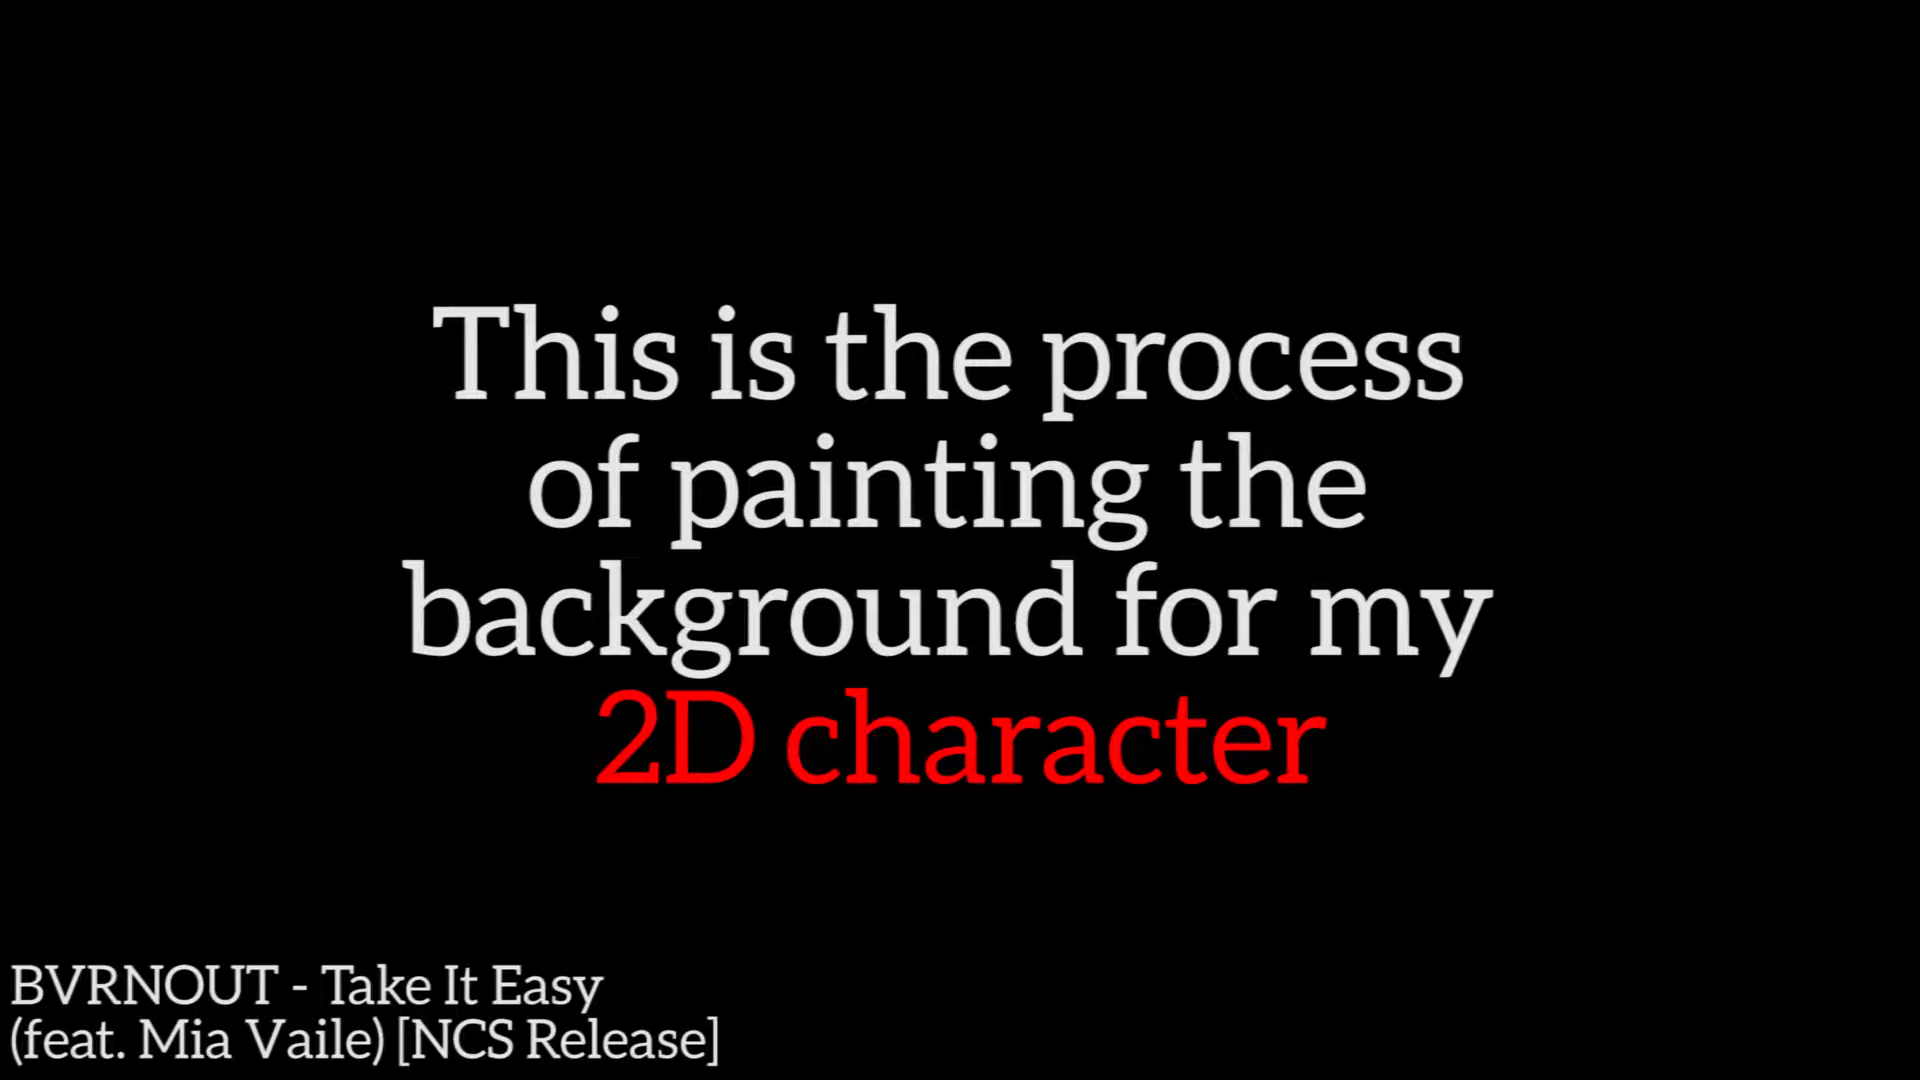 This is the process
of painting the
background for my
2D character
BVRNOUT - Take It Easy
(feat. Mia Vaile) [NCS Release]